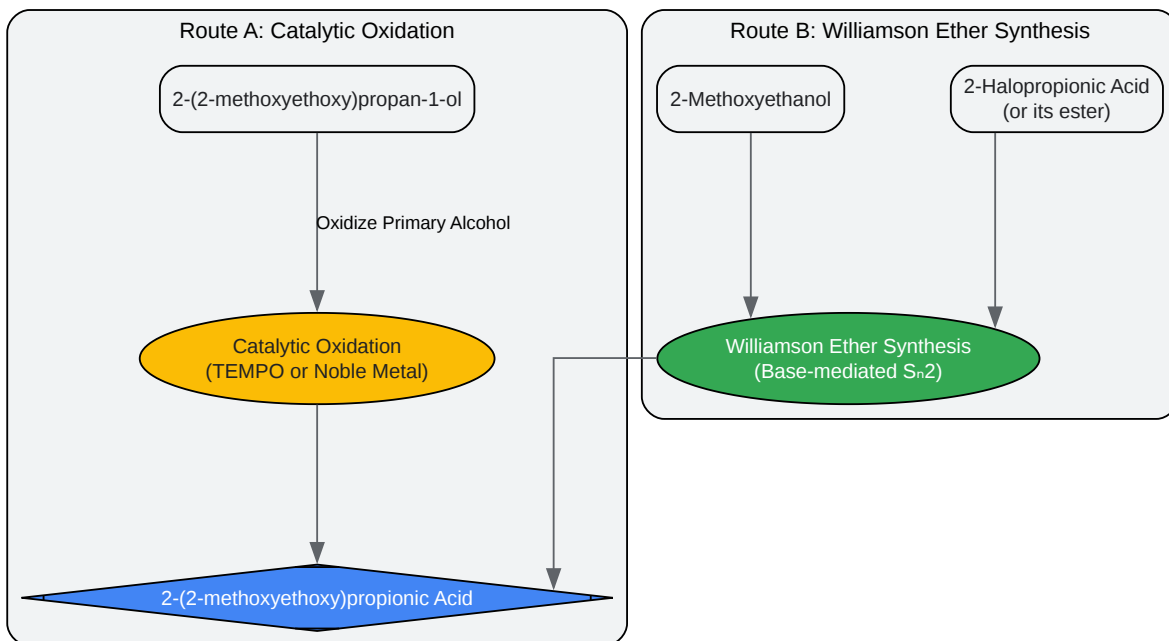 Route A: Catalytic Oxidation
2-(2-methoxyethoxy)propan-1-ol
Oxidize Primary Alcohol
Catalytic Oxidation
(TEMPO or Noble Metal)
2-(2-methoxyethoxy)propionic Acid
Route B: Williamson Ether Synthesis
2-Methoxyethanol
2-Halopropionic Acid
(or its ester)
Williamson Ether Synthesis
(Base-mediated Sₙ2)